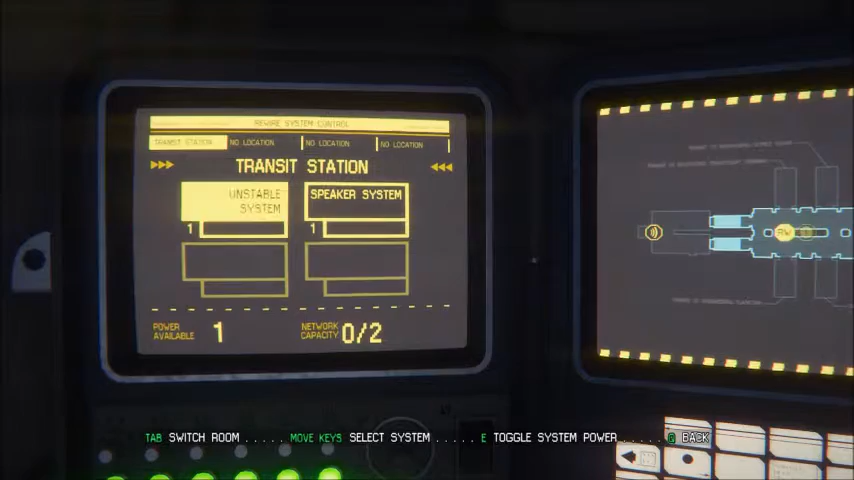 REWIRE SYSTEM CONTROL
TRANSIT STATION NO LOCATION NO LOCATION NO LOCATION
TRANSIT STATION
UNSTABLE SYSTEM
1
SPEAKER SYSTEM
1
POWER AVAILABLE 1
NETWORK CAPACITY 0/2
RW
TAB SWITCH ROOM ..... MOVE KEYS SELECT SYSTEM ..... E TOGGLE SYSTEM POWER ..... Q BACK